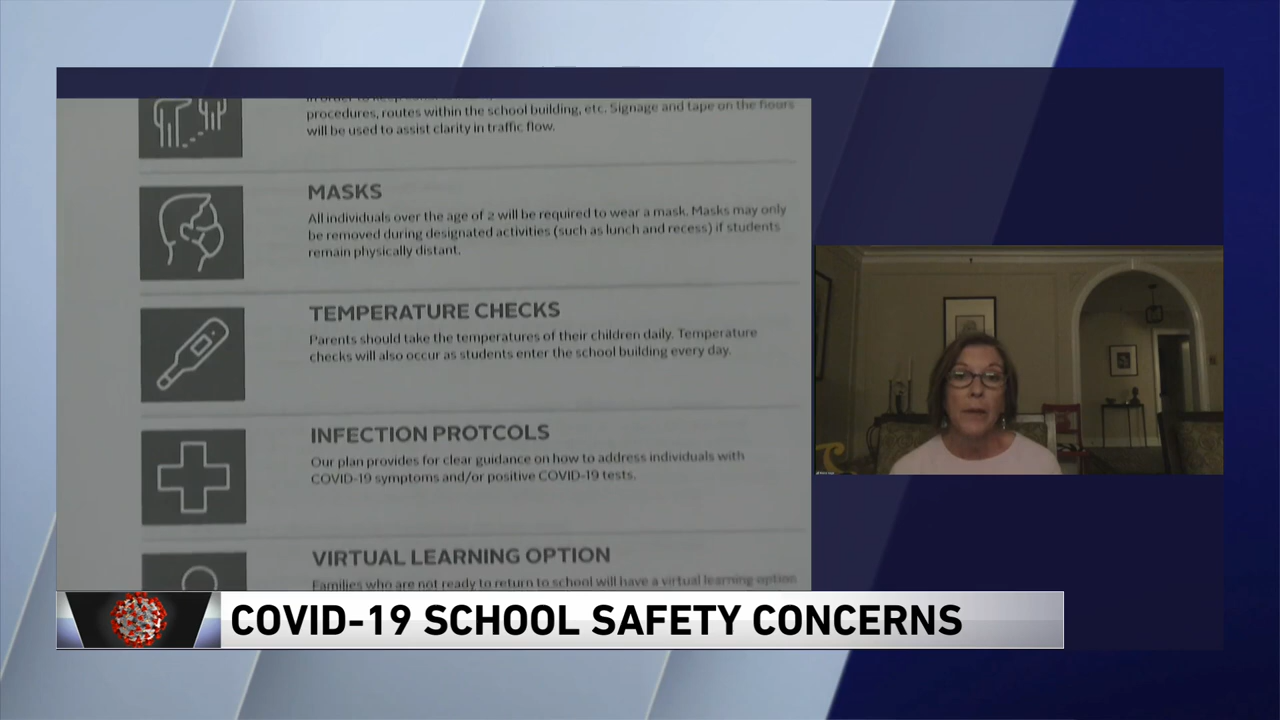 procedures, routes within the school building, etc. Signage and tape on the floors
will be used to assist clarity in traffic flow.
MASKS
All individuals over the age of 2 will be required to wear a mask. Masks may only
be removed during designated activities (such as lunch and recess) if students
remain physically distant.
TEMPERATURE CHECKS
Parents should take the temperatures of their children daily. Temperature
checks will also occur as students enter the school building every day.
INFECTION PROTCOLS
Our plan provides for clear guidance on how to address individuals with
COVID-19 symptoms and/or positive COVID-19 tests.
VIRTUAL LEARNING OPTION
Families who are not ready to return to school will have a virtual learning option
COVID-19 SCHOOL SAFETY CONCERNS